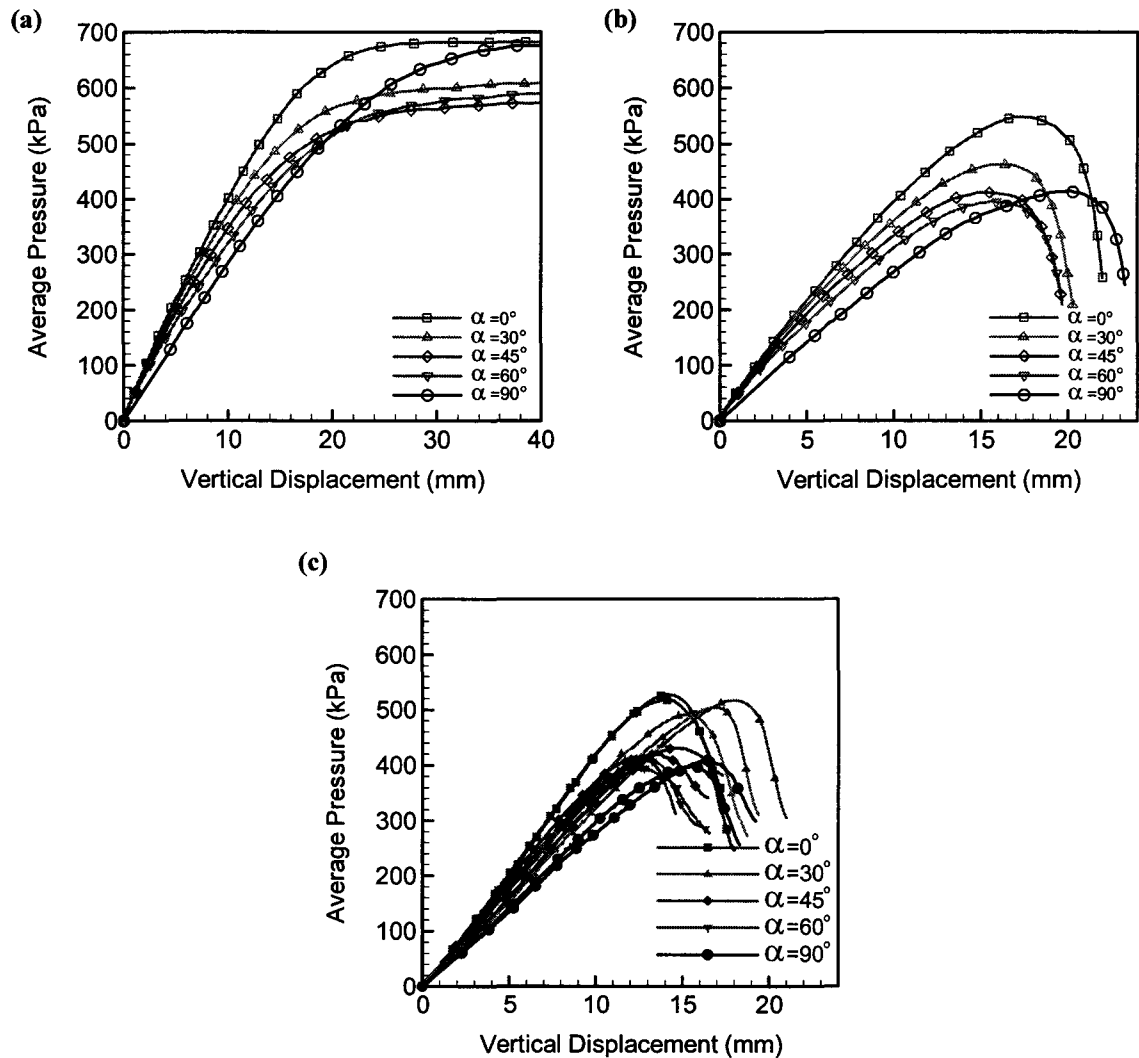 (a)
700
600
500
400
300
200
100
0
Average Pressure (kPa)
0 10 20 30 40
Vertical Displacement (mm)
α=0°
α=30°
α=45°
α=60°
α=90°
(b)
700
600
500
400
300
200
100
0
Average Pressure (kPa)
0 5 10 15 20
Vertical Displacement (mm)
α=0°
α=30°
α=45°
α=60°
α=90°
(c)
700
600
500
400
300
200
100
0
Average Pressure (kPa)
0 5 10 15 20
Vertical Displacement (mm)
α=0°
α=30°
α=45°
α=60°
α=90°